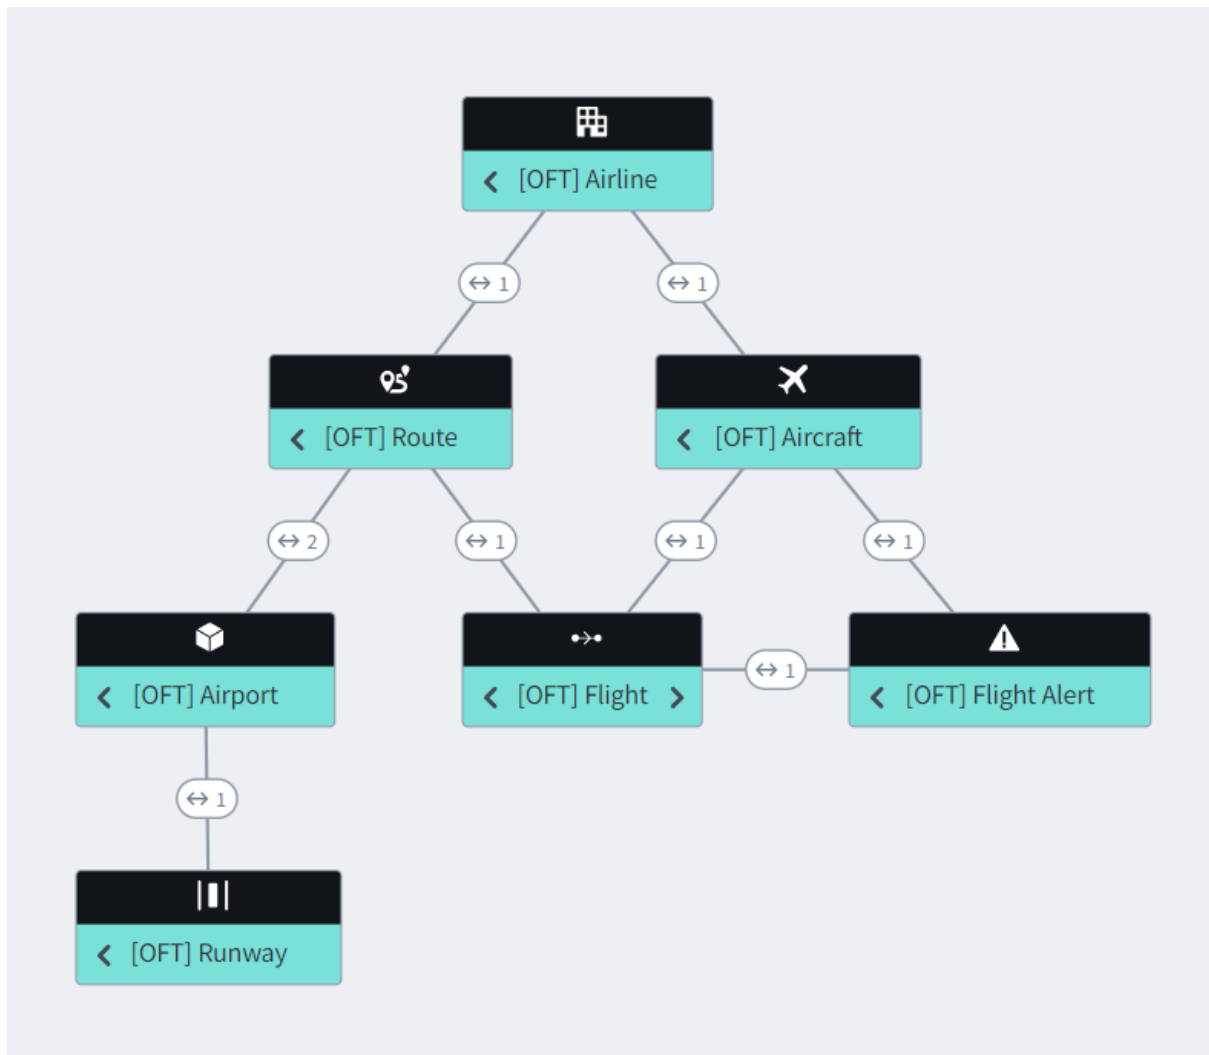 [OFT] Airline
↔ 1
↔ 1
[OFT] Route
[OFT] Aircraft
↔ 2
↔ 1
↔ 1
↔ 1
[OFT] Airport
[OFT] Flight
↔ 1
[OFT] Flight Alert
↔ 1
[OFT] Runway